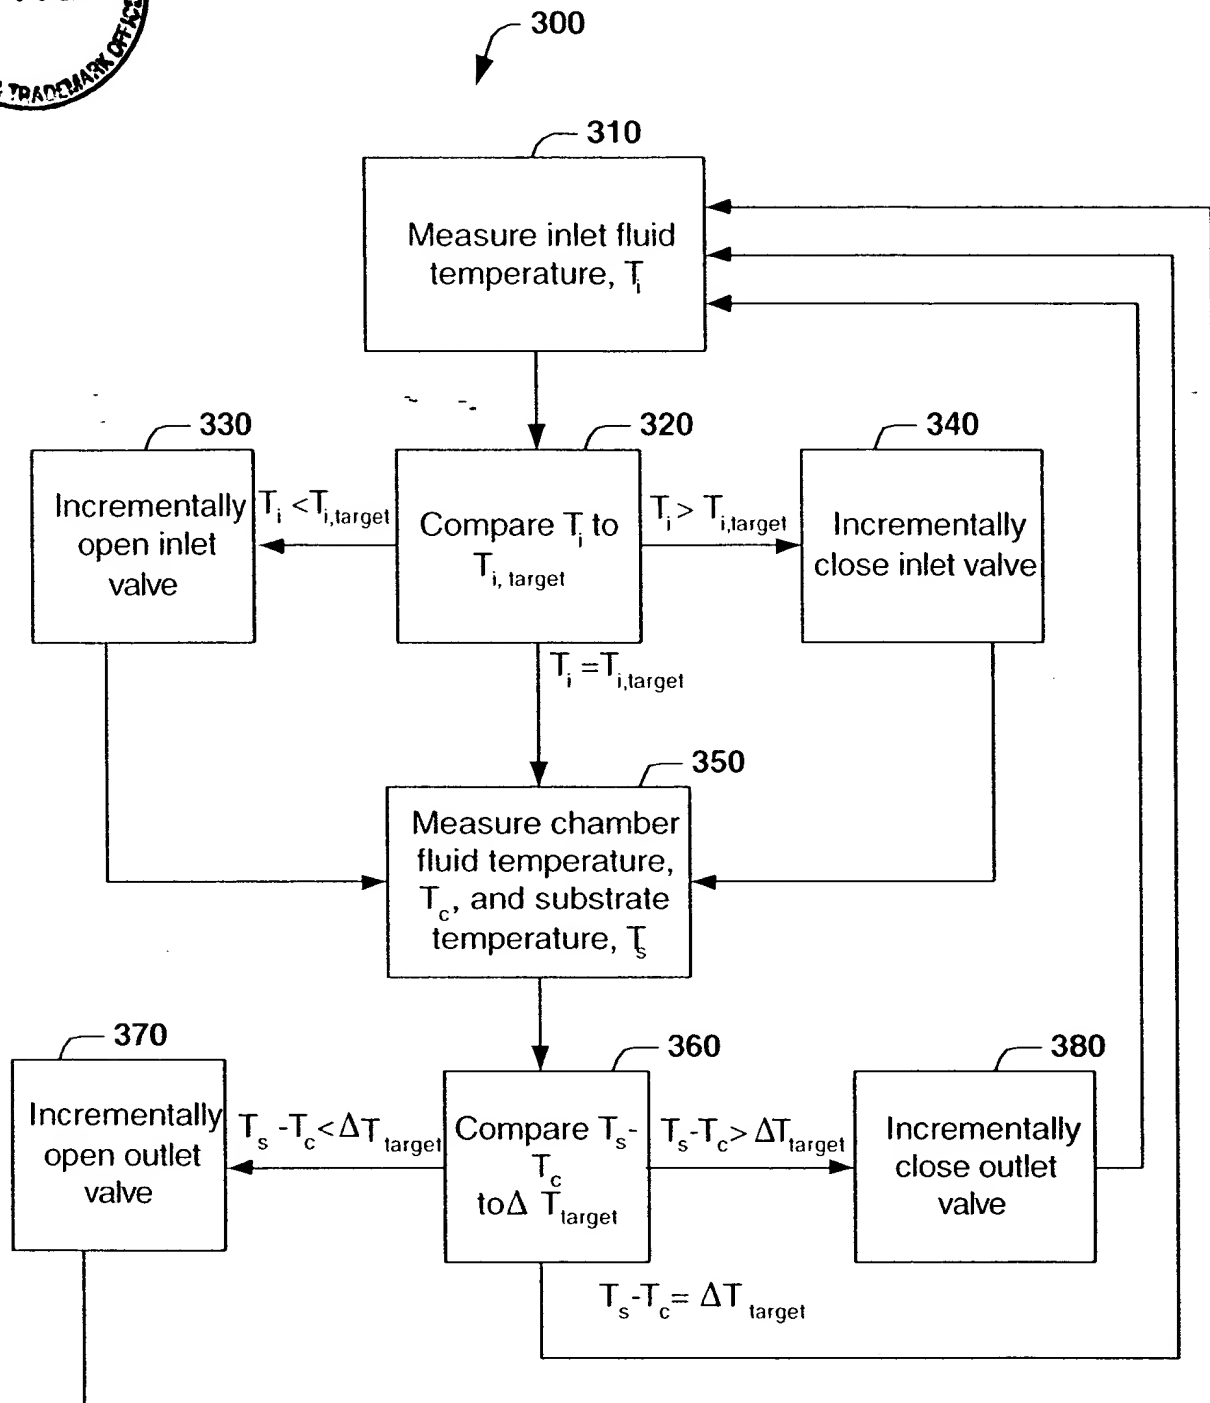 TRADEMARK OFFICE
300
310
Measure inlet fluid
temperature, Ti
330
320
340
Incrementally
open inlet
valve
Ti <Ti,target
Compare Ti to
Ti, target
Ti > Ti,target
Incrementally
close inlet valve
Ti =Ti,target
350
Measure chamber
fluid temperature,
Tc, and substrate
temperature, Ts
370
360
380
Incrementally
open outlet
valve
Ts -Tc< ΔTtarget
Compare Ts-
Tc
toΔ Ttarget
Ts-Tc> ΔTtarget
Incrementally
close outlet
valve
Ts-Tc= ΔT target